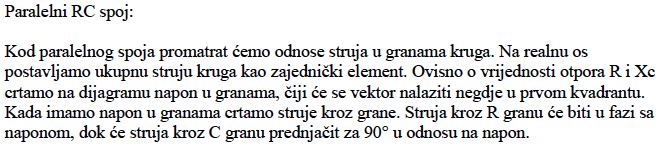 Paralelni RC spoj:
Kod paralelnog spoja promatrat ćemo odnose struja u granama kruga. Na realnu os
postavljamo ukupnu struju kruga kao zajednički element. Ovisno o vrijednosti otpora R i Xc
crtamo na dijagramu napon u granama, čiji će se vektor nalaziti negdje u prvom kvadrantu.
Kada imamo napon u granama crtamo struje kroz grane. Struja kroz R granu će biti u fazi sa
naponom, dok će struja kroz C granu prednjačit za 90° u odnosu na napon.